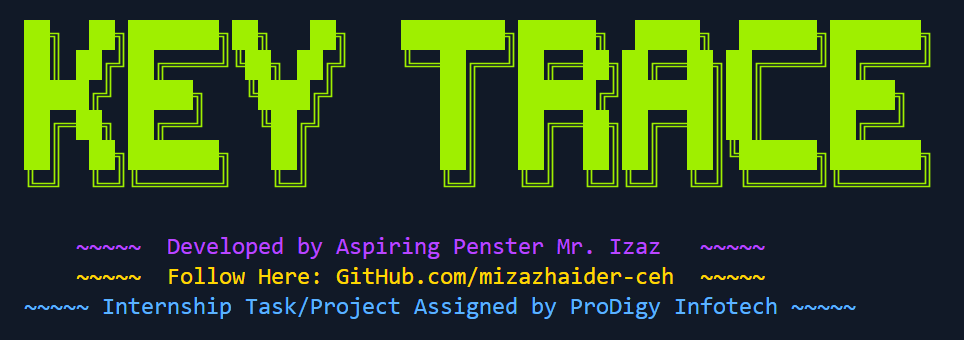 KEY TRACE
~~~~~ Developed by Aspiring Penster Mr. Izaz ~~~~~
~~~~~ Follow Here: GitHub.com/mizazhaider-ceh ~~~~~
~~~~~ Internship Task/Project Assigned by ProDigy Infotech ~~~~~